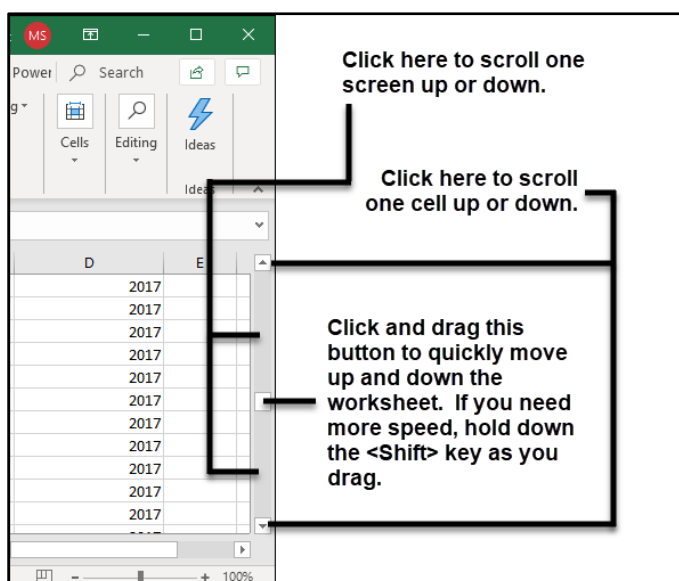 MS
Power Search
g
Cells Editing Ideas
Ideas
D E
2017
2017
2017
2017
2017
2017
2017
2017
2017
2017
2017
100%
Click here to scroll one
screen up or down.
Click here to scroll
one cell up or down.
Click and drag this
button to quickly move
up and down the
worksheet. If you need
more speed, hold down
the <Shift> key as you
drag.